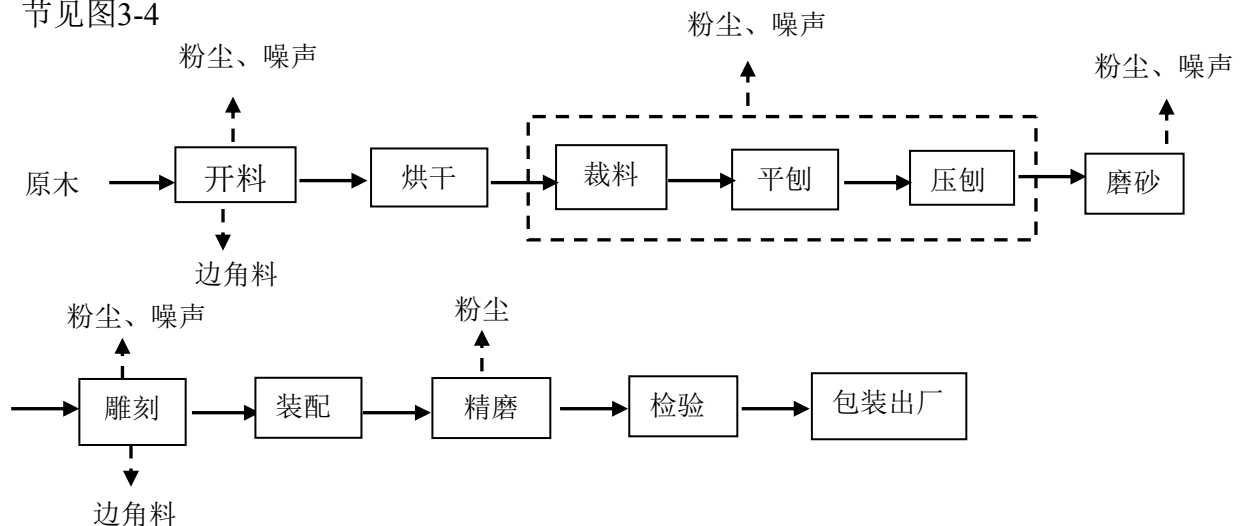 节见图3-4
粉尘、噪声
粉尘、噪声
粉尘、噪声
原木
开料
烘干
裁料
平刨
压刨
磨砂
边角料
粉尘、噪声
粉尘
雕刻
装配
精磨
检验
包装出厂
边角料